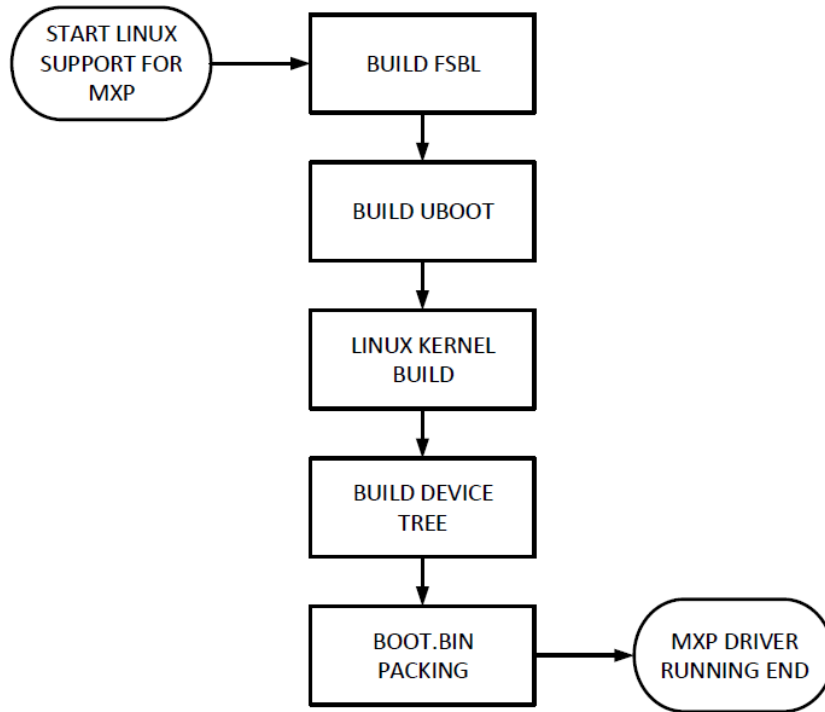 START LINUX
SUPPORT FOR
MXP
BUILD FSBL
BUILD UBOOT
LINUX KERNEL
BUILD
BUILD DEVICE
TREE
BOOT.BIN
PACKING
MXP DRIVER
RUNNING END